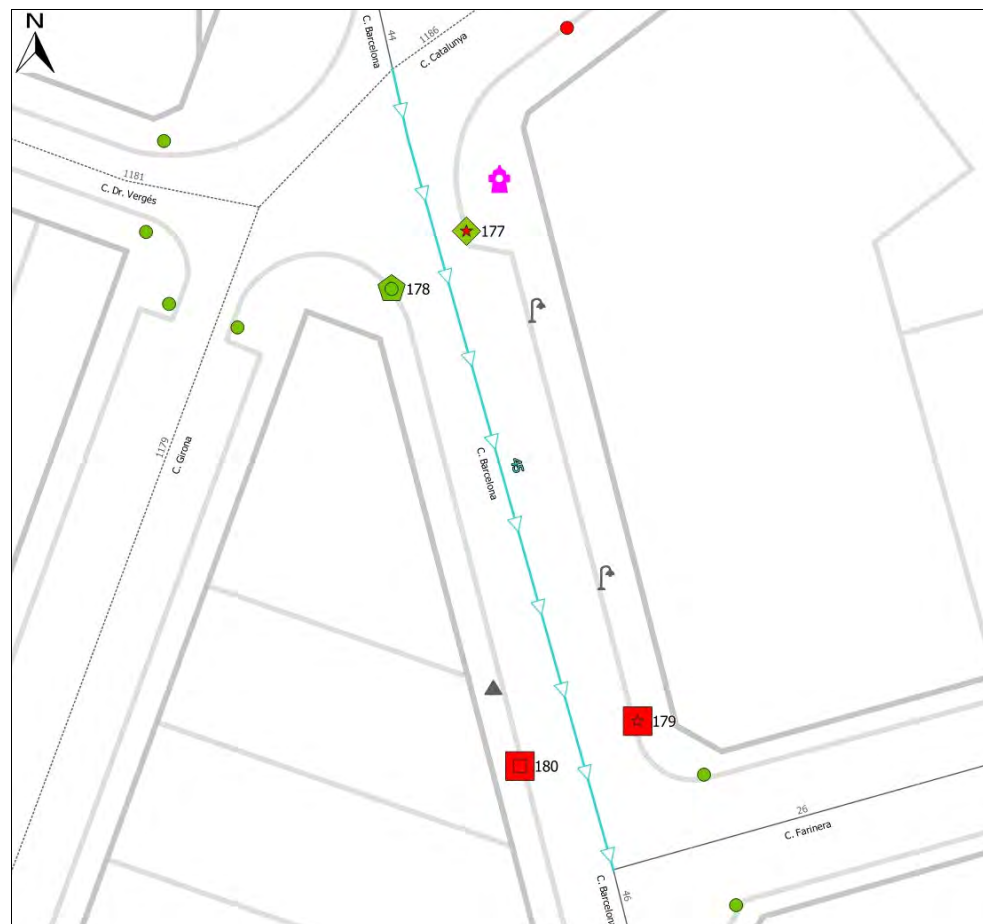 N
C. Barcelona
44
1186
C. Catalunya
1181
C. Dr. Vergés
177
178
1179
C. Girona
C. Barcelona
45
179
180
26
C. Farinera
C. Barcelona
46